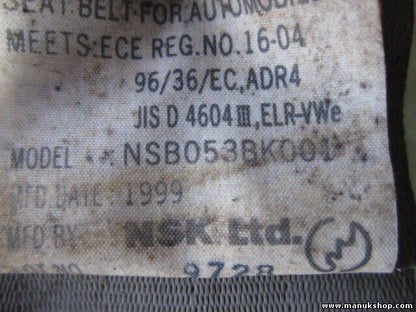 SEAT BELT FOR AUTOMOBILE
MEETS:ECE REG.NO.16-04
96/36/EC,ADR4
JIS D 4604 III,ELR-VWe
MODEL NSB053BK001
MFD.DATE: 1999
MFD.BY: NSK Ltd.
9728
www.manukshop.com